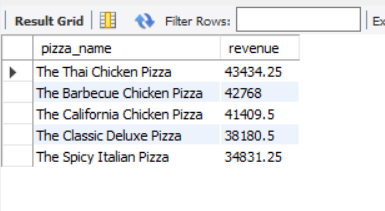 Result Grid Filter Rows: Ex
pizza_name revenue
The Thai Chicken Pizza 43434.25
The Barbecue Chicken Pizza 42768
The California Chicken Pizza 41409.5
The Classic Deluxe Pizza 38180.5
The Spicy Italian Pizza 34831.25